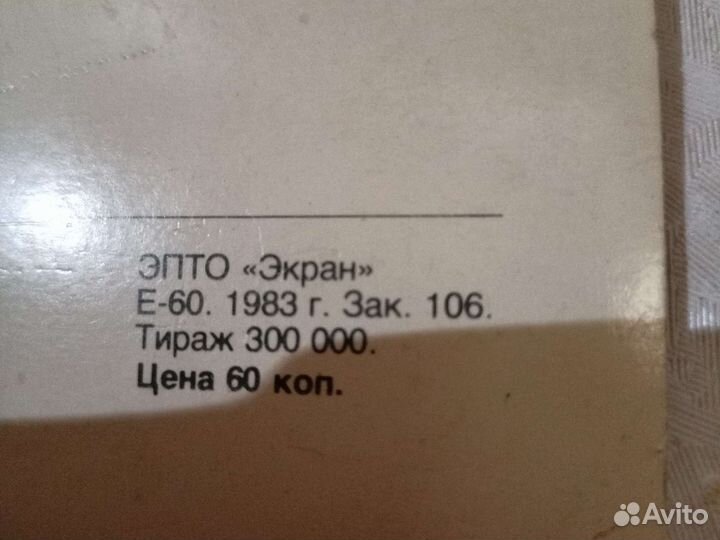 ЭПТО «Экран»
Е-60. 1983 г. Зак. 106.
Тираж 300 000.
Цена 60 коп.
Avito